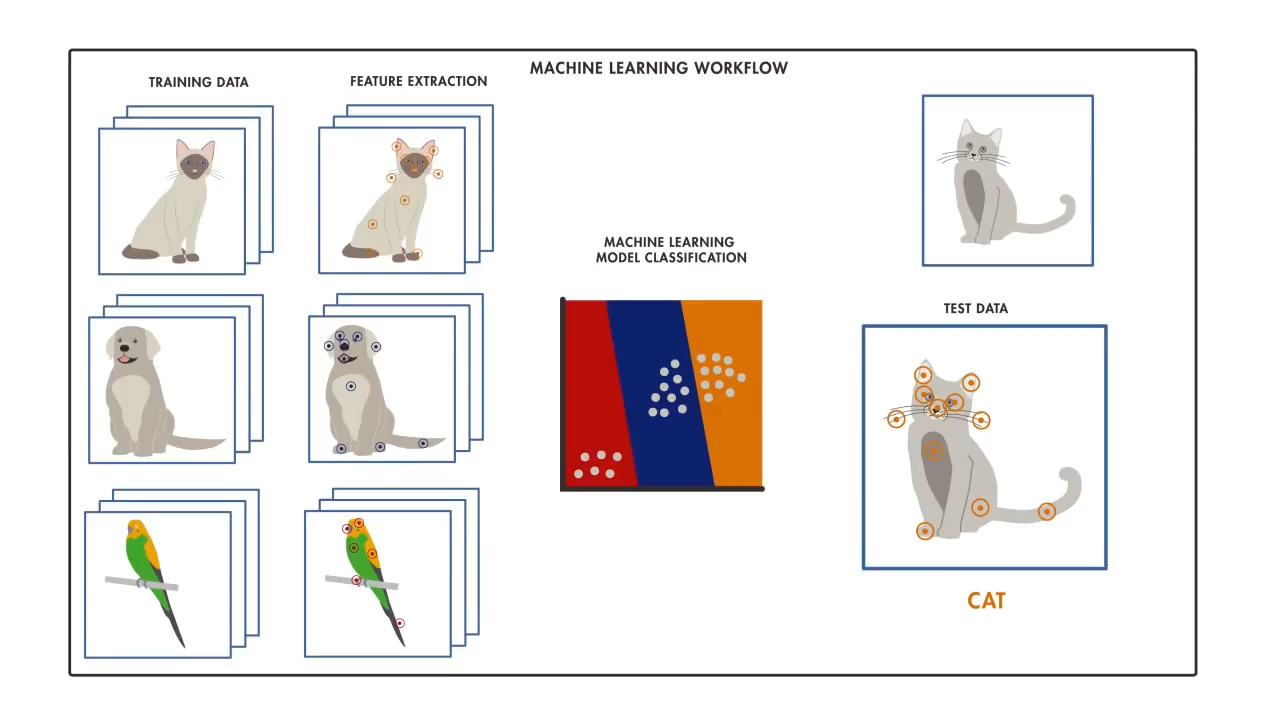 MACHINE LEARNING WORKFLOW
TRAINING DATA
FEATURE EXTRACTION
MACHINE LEARNING
MODEL CLASSIFICATION
TEST DATA
CAT